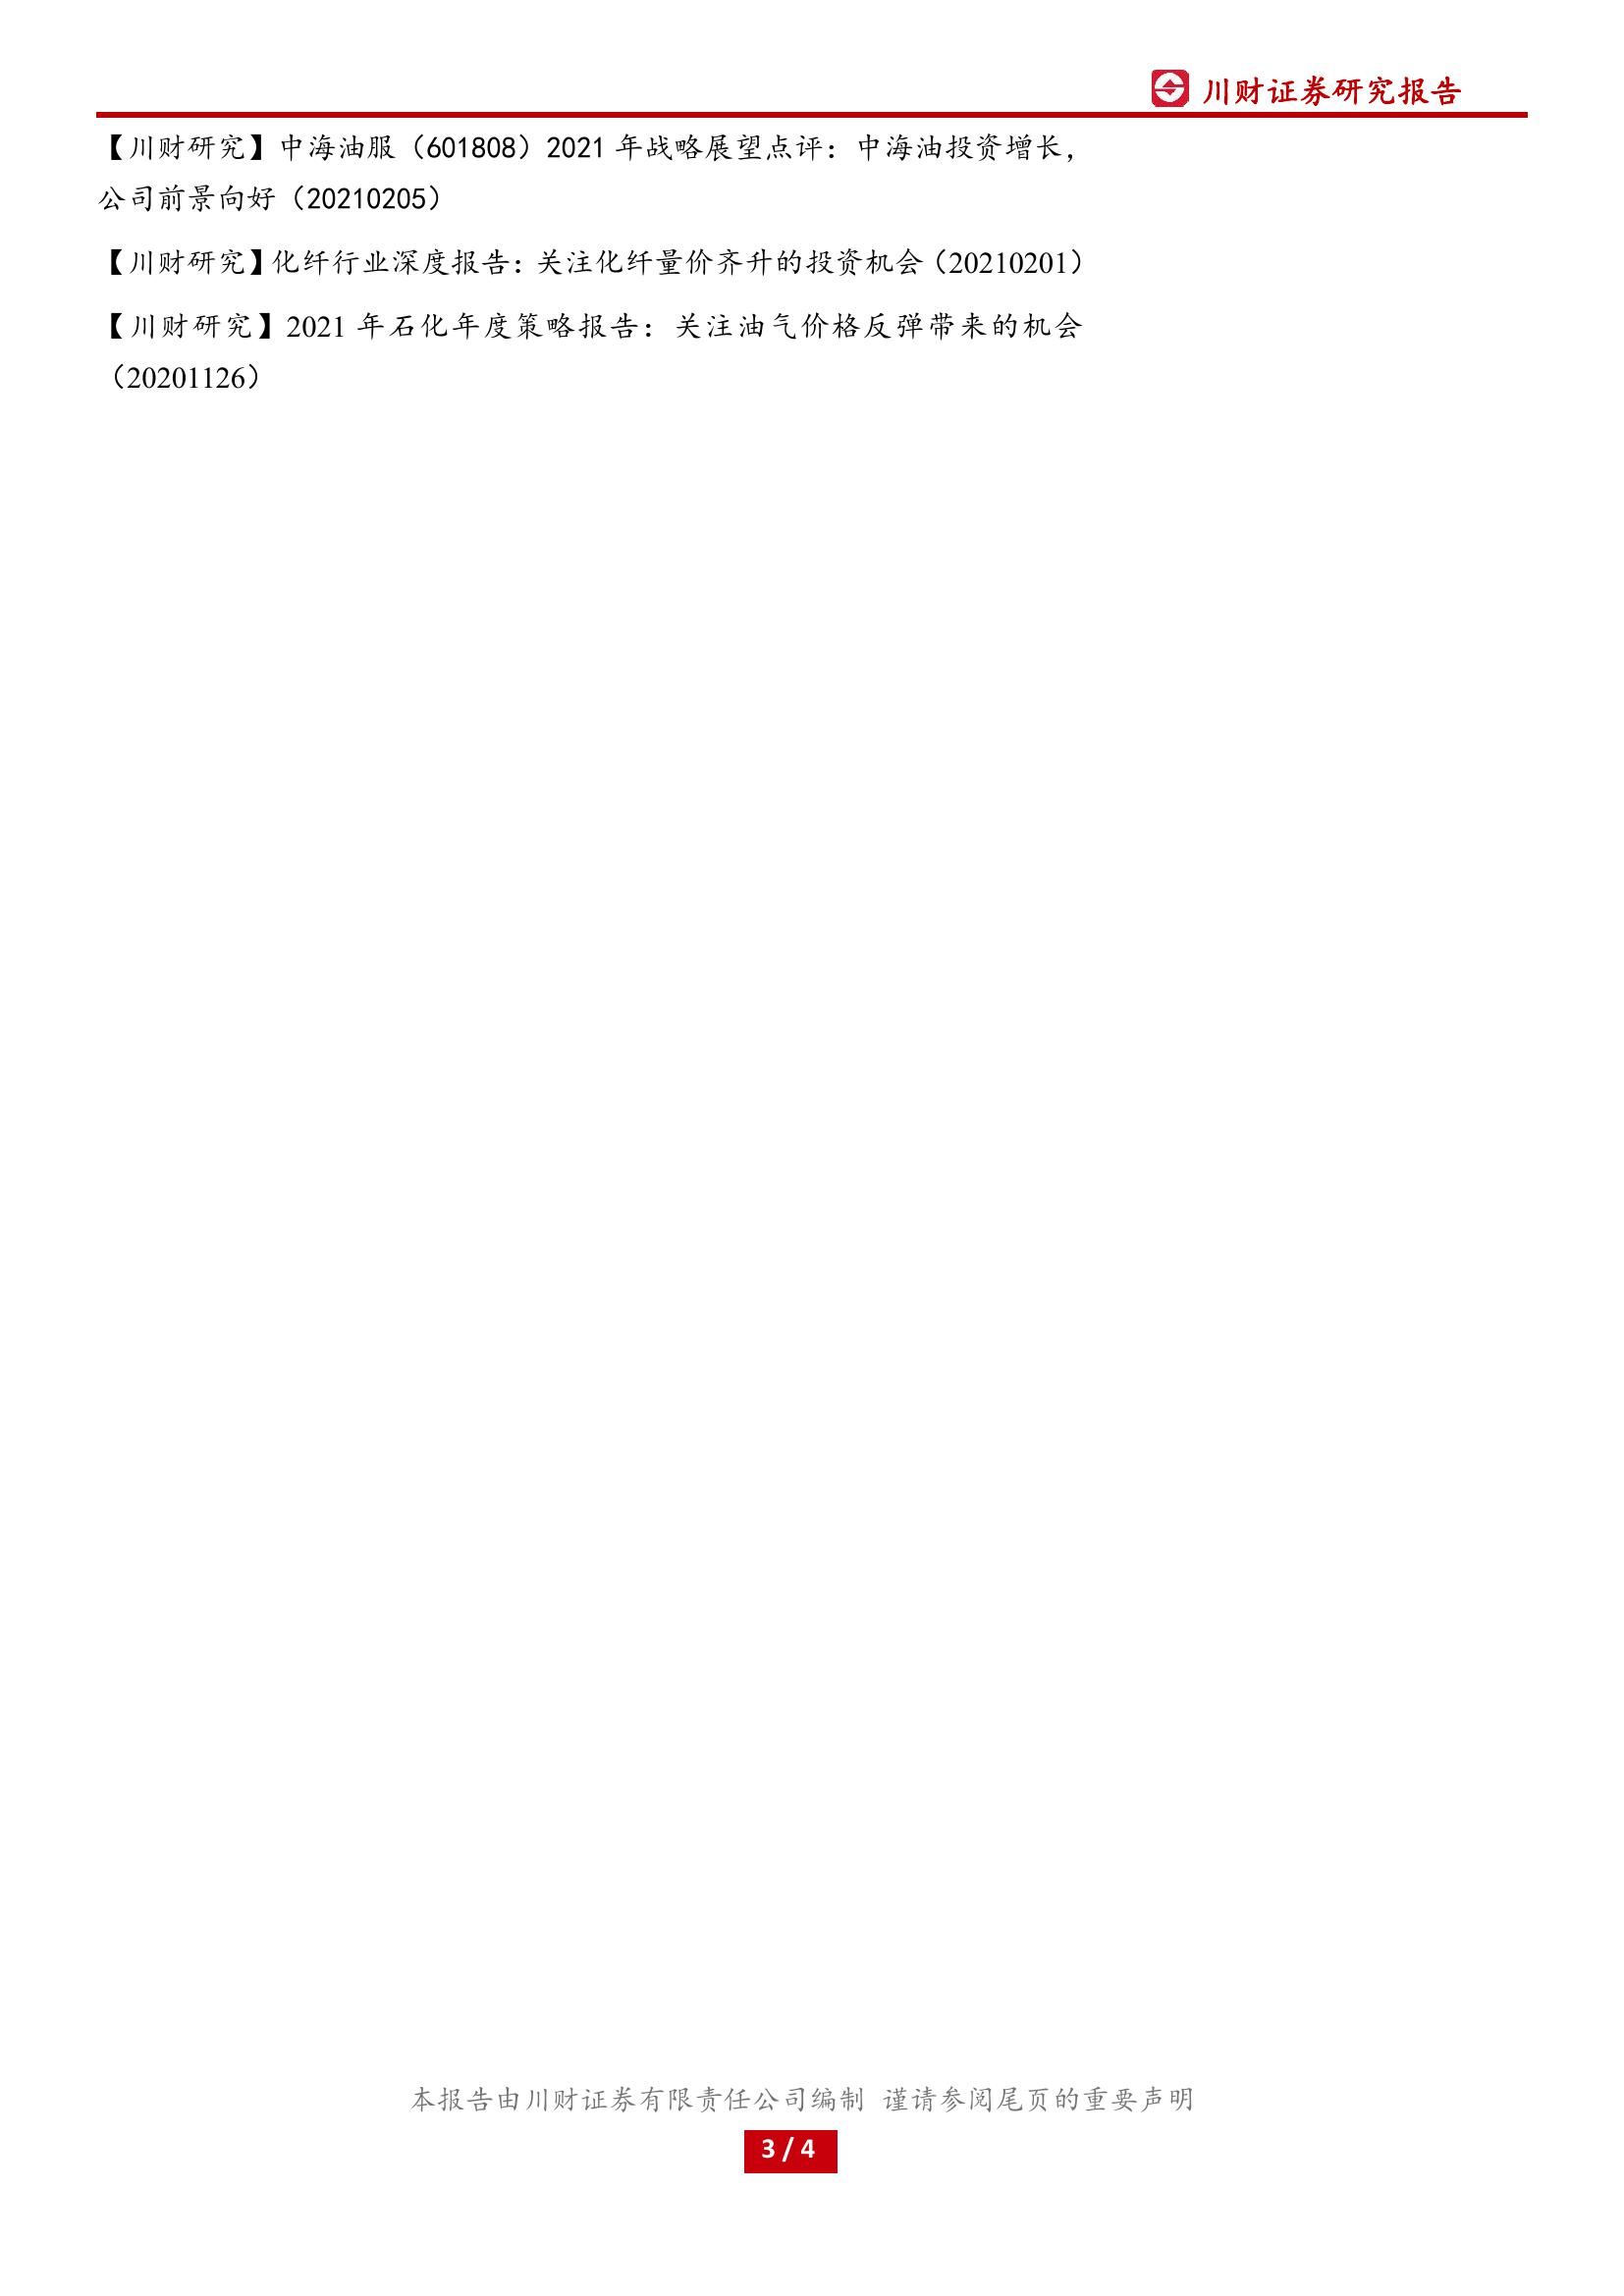 川财证券研究报告
【川财研究】中海油服（601808）2021 年战略展望点评：中海油投资增长，
公司前景向好（20210205）
【川财研究】化纤行业深度报告：关注化纤量价齐升的投资机会（20210201）
【川财研究】2021 年石化年度策略报告：关注油气价格反弹带来的机会
（20201126）
本报告由川财证券有限责任公司编制 谨请参阅尾页的重要声明
3 / 4